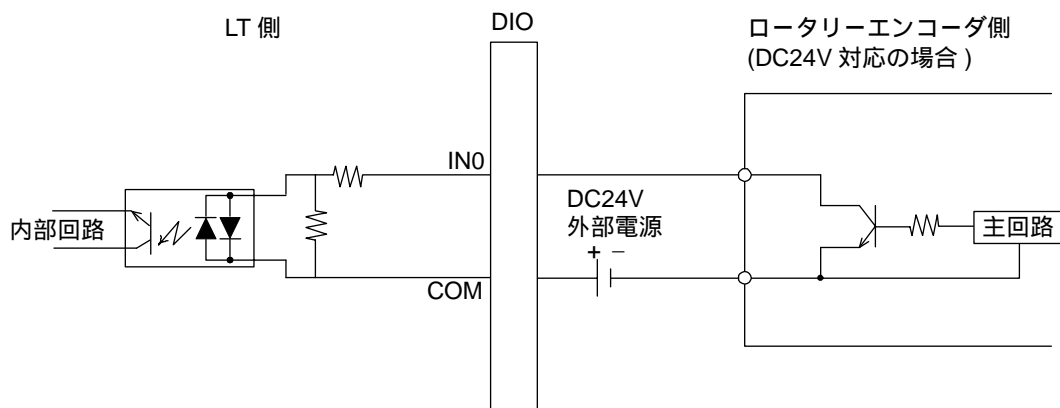 LT 側
DIO
ロータリーエンコーダ側
(DC24V 対応の場合 )
IN0
DC24V
外部電源
+ −
内部回路
主回路
COM